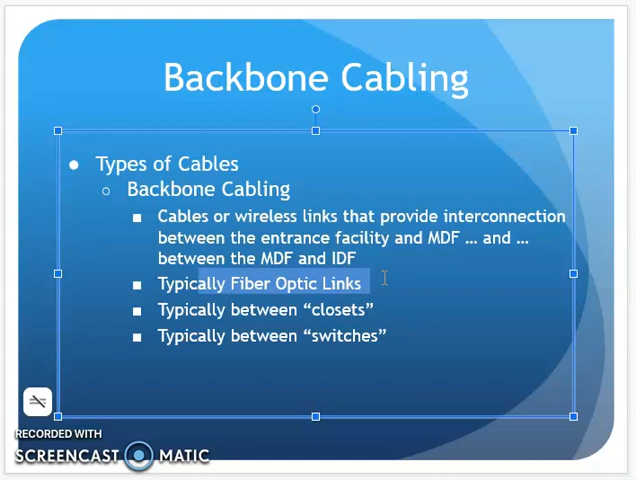 Backbone Cabling
● Types of Cables
○ Backbone Cabling
■ Cables or wireless links that provide interconnection
between the entrance facility and MDF … and …
between the MDF and IDF
■ Typically Fiber Optic Links
■ Typically between “closets”
■ Typically between “switches”
RECORDED WITH
SCREENCAST MATIC